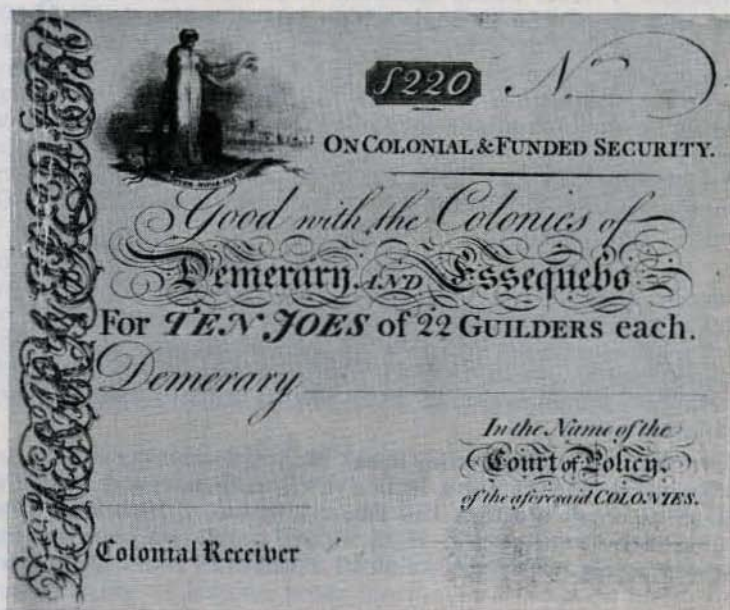 ƒ220 N.
ON COLONIAL & FUNDED SECURITY.
Good with the Colonies of
Demerary AND Essequebo
For TEN JOES of 22 GUILDERS each.
Demerary
In the Name of the
Court of Policy.
of the aforesaid COLONIES.
Colonial Receiver